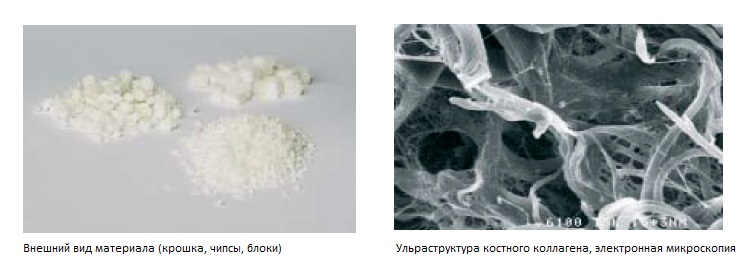 Внешний вид материала (крошка, чипсы, блоки)
Ульраструктура костного коллагена, электронная микроскопия